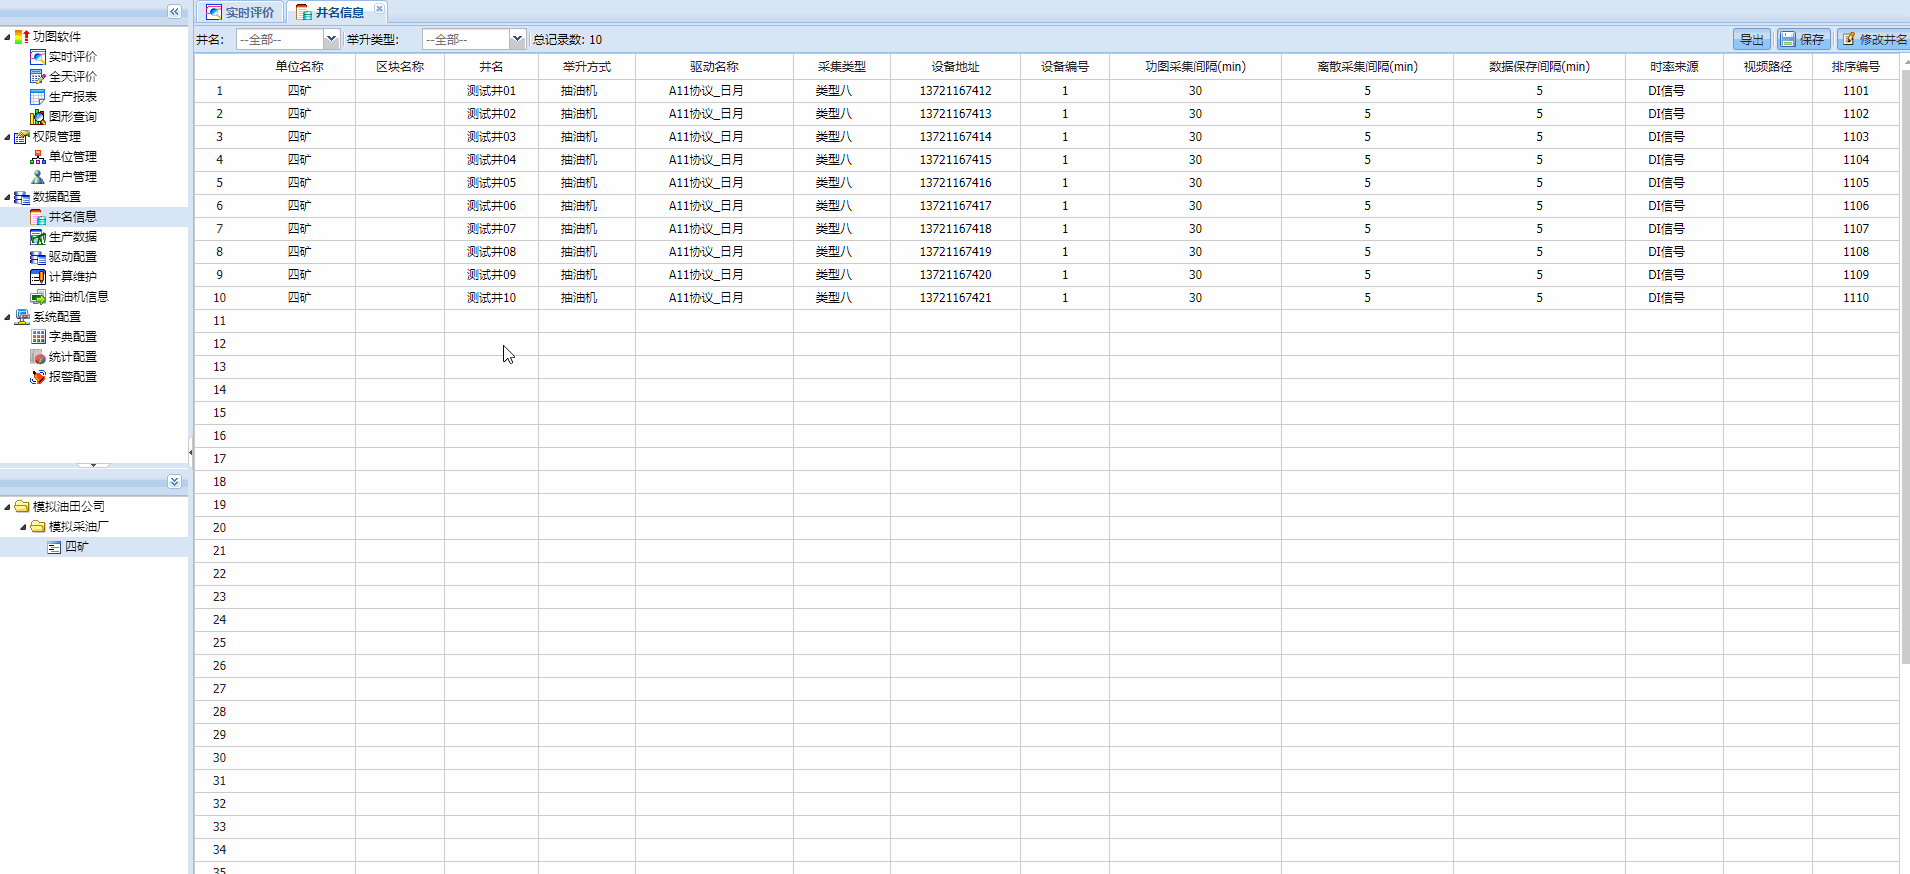 实时评价 井名信息
井名: --全部-- 举升类型: --全部-- 总记录数: 10 导出 保存 修改井名
功图软件
实时评价
全天评价
生产报表
图形查询
权限管理
单位管理
用户管理
数据配置
井名信息
生产数据
驱动配置
计算维护
抽油机信息
系统配置
字典配置
统计配置
报警配置
模拟油田公司
模拟采油厂
四矿
单位名称 区块名称 井名 举升方式 驱动名称 采集类型 设备地址 设备编号 功图采集间隔(min) 离散采集间隔(min) 数据保存间隔(min) 时率来源 视频路径 排序编号
1 四矿 测试井01 抽油机 A11协议_日月 类型八 13721167412 1 30 5 5 DI信号 1101
2 四矿 测试井02 抽油机 A11协议_日月 类型八 13721167413 1 30 5 5 DI信号 1102
3 四矿 测试井03 抽油机 A11协议_日月 类型八 13721167414 1 30 5 5 DI信号 1103
4 四矿 测试井04 抽油机 A11协议_日月 类型八 13721167415 1 30 5 5 DI信号 1104
5 四矿 测试井05 抽油机 A11协议_日月 类型八 13721167416 1 30 5 5 DI信号 1105
6 四矿 测试井06 抽油机 A11协议_日月 类型八 13721167417 1 30 5 5 DI信号 1106
7 四矿 测试井07 抽油机 A11协议_日月 类型八 13721167418 1 30 5 5 DI信号 1107
8 四矿 测试井08 抽油机 A11协议_日月 类型八 13721167419 1 30 5 5 DI信号 1108
9 四矿 测试井09 抽油机 A11协议_日月 类型八 13721167420 1 30 5 5 DI信号 1109
10 四矿 测试井10 抽油机 A11协议_日月 类型八 13721167421 1 30 5 5 DI信号 1110
11
12
13
14
15
16
17
18
19
20
21
22
23
24
25
26
27
28
29
30
31
32
33
34
35